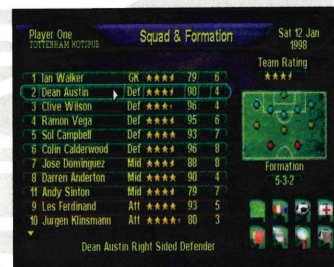 Player One
TOTTENHAM HOTSPUR
Squad & Formation
Sat 12 Jan
1998
Team Rating
1 Ian Walker GK 79 6
2 Dean Austin Def 90 4
3 Clive Wilson Def 96 4
4 Ramon Vega Def 95 6
5 Sol Campbell Def 93 7
6 Colin Calderwood Def 96 8
7 Jose Dominguez Mid 88 8
8 Darren Anderton Mid 90 4
11 Andy Sinton Mid 79 7
9 Les Ferdinand Att 93 5
10 Jurgen Klinsmann Att 80 3
Formation
5-3-2
Dean Austin Right Sided Defender